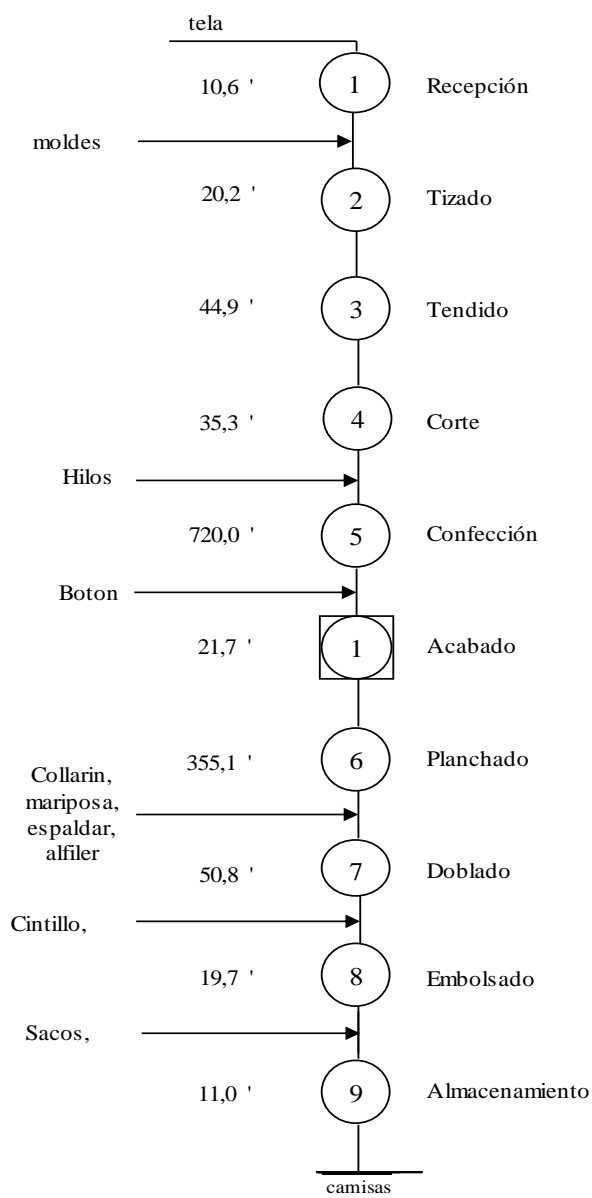 tela
10,6 ' 1 Recepción
moldes
20,2 ' 2 Tizado
44,9 ' 3 Tendido
35,3 ' 4 Corte
Hilos
720,0 ' 5 Confección
Boton
21,7 ' 1 Acabado
355,1 ' 6 Planchado
Collarin,
mariposa,
espaldar,
alfiler
50,8 ' 7 Doblado
Cintillo,
19,7 ' 8 Embolsado
Sacos,
11,0 ' 9 Almacenamiento
camisas